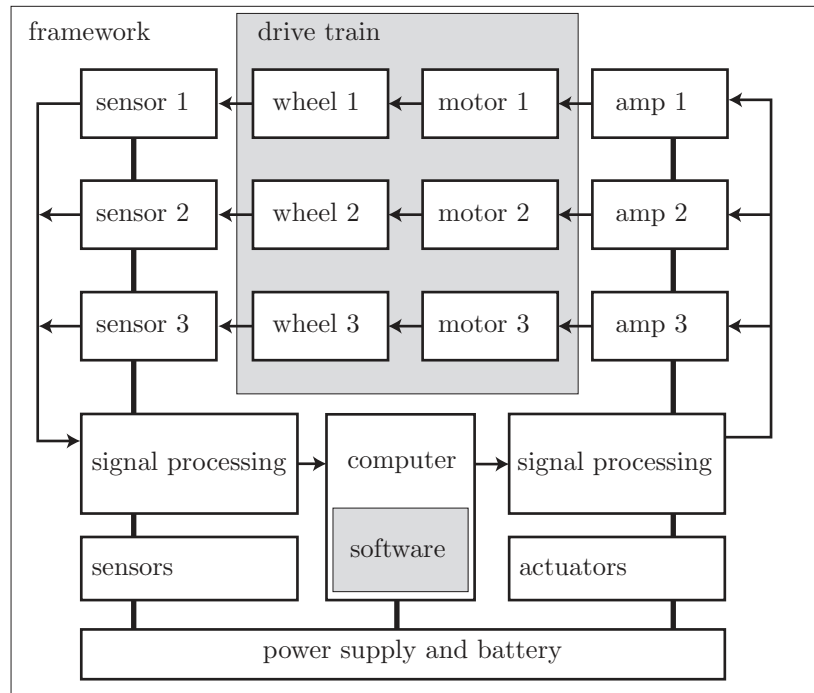 framework
drive train
sensor 1
wheel 1
motor 1
amp 1
sensor 2
wheel 2
motor 2
amp 2
sensor 3
wheel 3
motor 3
amp 3
signal processing
computer
signal processing
software
sensors
actuators
power supply and battery